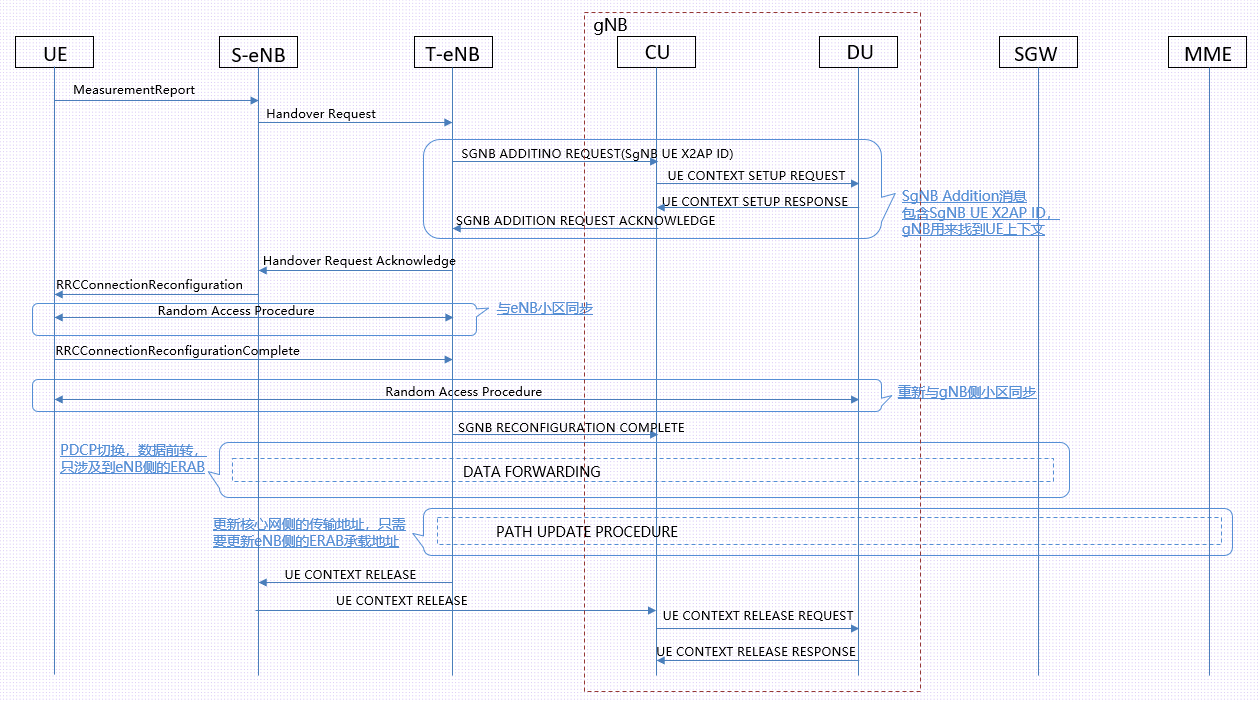 gNB
UE
S-eNB
T-eNB
CU
DU
SGW
MME
MeasurementReport
Handover Request
SGNB ADDITINO REQUEST(SgNB UE X2AP ID)
UE CONTEXT SETUP REQUEST
UE CONTEXT SETUP RESPONSE
SGNB ADDITION REQUEST ACKNOWLEDGE
SgNB Addition消息
包含SgNB UE X2AP ID，
gNB用来找到UE上下文
Handover Request Acknowledge
RRCConnectionReconfiguration
Random Access Procedure
与eNB小区同步
RRCConnectionReconfigurationComplete
Random Access Procedure
重新与gNB侧小区同步
SGNB RECONFIGURATION COMPLETE
PDCP切换，数据前转，
只涉及到eNB侧的ERAB
DATA FORWARDING
更新核心网侧的传输地址，只需
要更新eNB侧的ERAB承载地址
PATH UPDATE PROCEDURE
UE CONTEXT RELEASE
UE CONTEXT RELEASE
UE CONTEXT RELEASE REQUEST
UE CONTEXT RELEASE RESPONSE